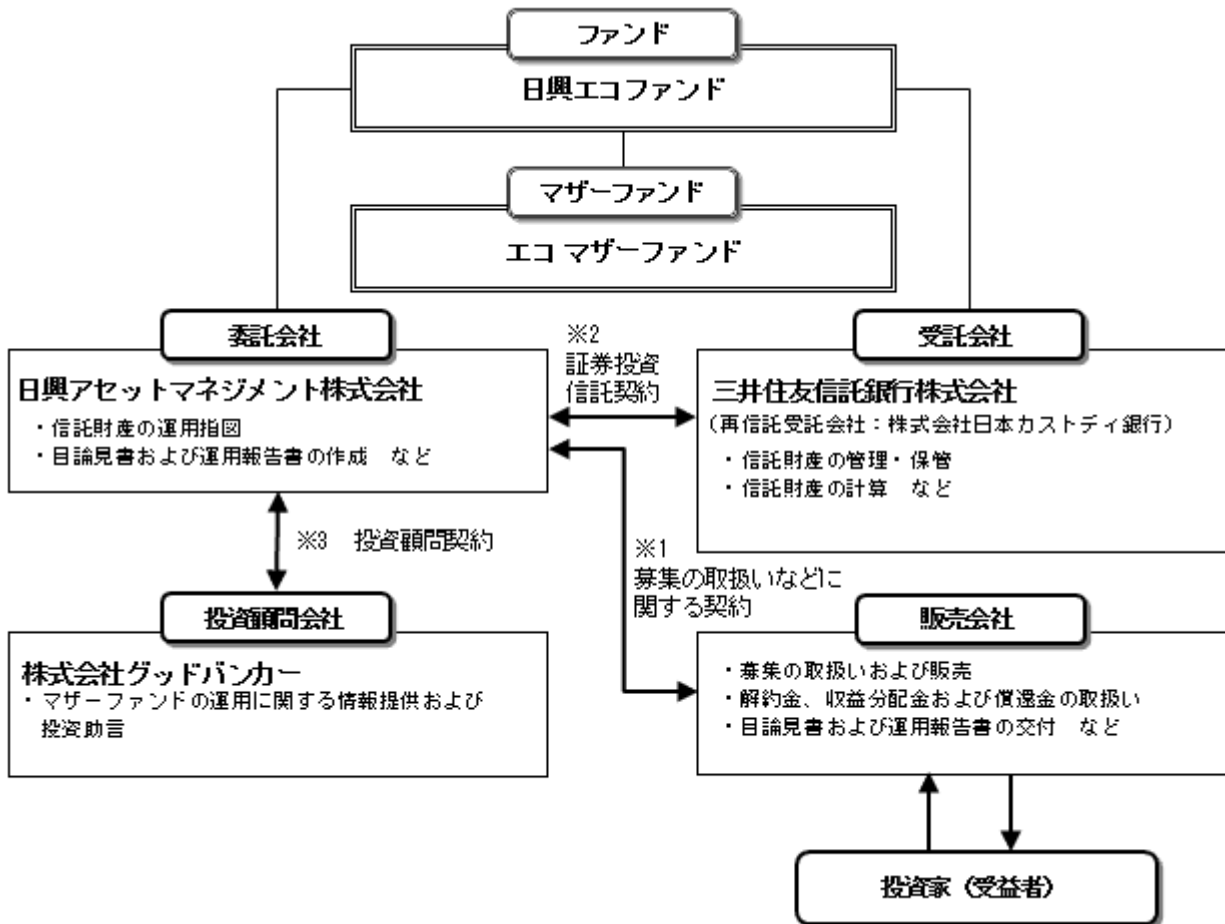 ファンド
日興エコファンド
マザーファンド
エコ マザーファンド
委託会社
日興アセットマネジメント株式会社
・信託財産の運用指図
・目論見書および運用報告書の作成　など
※2
証券投資
信託契約
受託会社
三井住友信託銀行株式会社
（再信託受託会社：株式会社日本カストディ銀行）
・信託財産の管理・保管
・信託財産の計算　など
※3　投資顧問契約
※1
募集の取扱いなどに
関する契約
投資顧問会社
株式会社グッドバンカー
・マザーファンドの運用に関する情報提供および
投資助言
販売会社
・募集の取扱いおよび販売
・解約金、収益分配金および償還金の取扱い
・目論見書および運用報告書の交付　など
投資家（受益者）